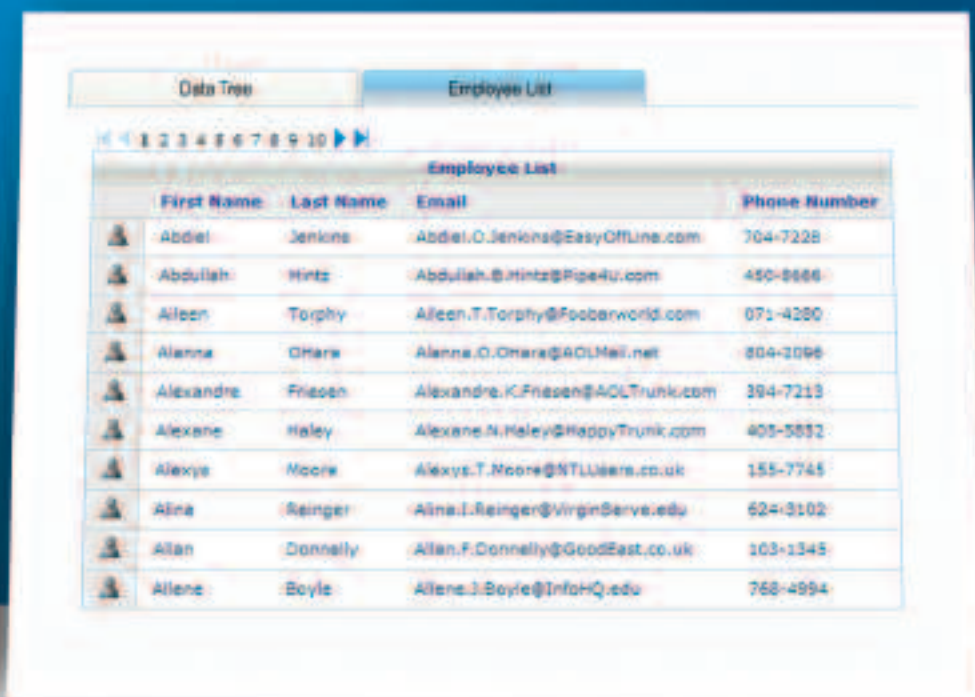 Data Tree Employee List
1 2 3 4 5 6 7 8 9 10
Employee List
First Name Last Name Email Phone Number
Abdiel Jenkins Abdiel.O.Jenkins@EasyOffLine.com 704-7228
Abdullah Hintz Abdullah.B.Hintz@Pipe4U.com
Aileen Torphy Aileen.T.Torphy@Foobarworld.com 071-4280
Alanna OHara Alanna.O.OHara@AOLMail.net 804-2096
Alexandre Friesen Alexandre.K.Friesen@AOLTrunk.com 394-7213
Alexane Haley Alexane.N.Haley@HappyTrunk.com 405-5852
Alexys Moore Alexys.T.Moore@NTLUsers.co.uk 155-7745
Alina Reinger Alina.I.Reinger@VirginServe.edu 624-3102
Allan Donnelly Allan.F.Donnelly@GoodEast.co.uk 103-1345
Allene Boyle Allene.J.Boyle@InfoHQ.edu 768-4994